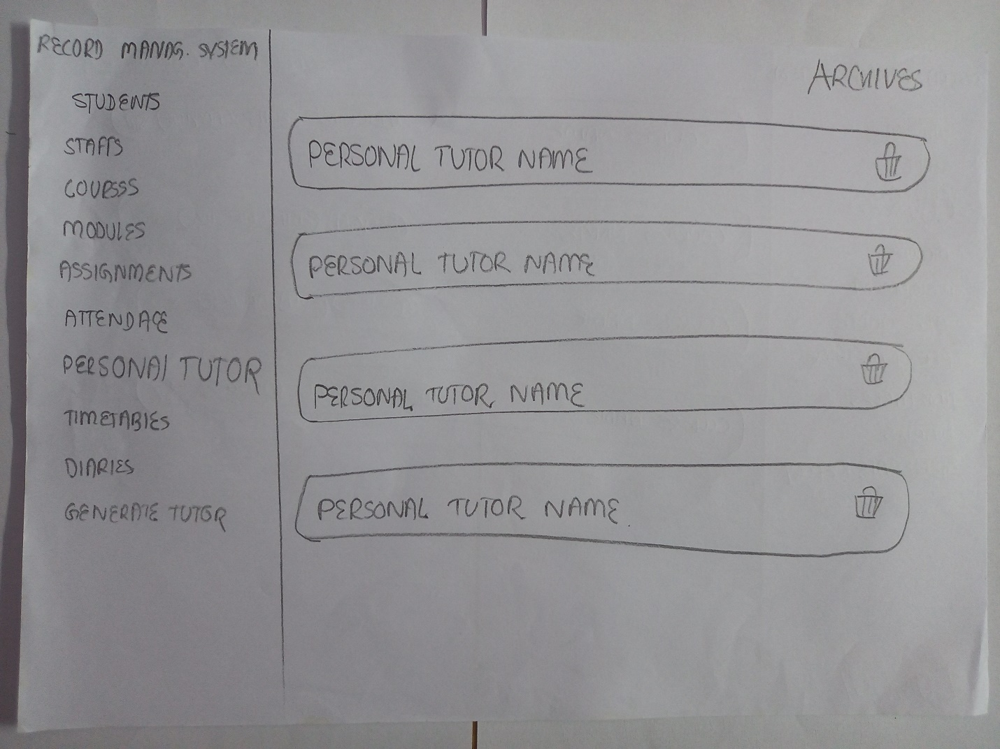 RECORD MANAG. SYSTEM
STUDENTS
STAFFS
COURSSS
MODULES
ASSIGNMENTS
ATTENDACE
PERSONAl TUTOR
TIMETABlES
DIARIES
GENERATE TUTOR
ARCHIVES
PERSONAL TUTOR NAME
PERSONAL TUTOR NAME
PERSONAL TUTOR NAME
PERSONAL TUTOR NAME